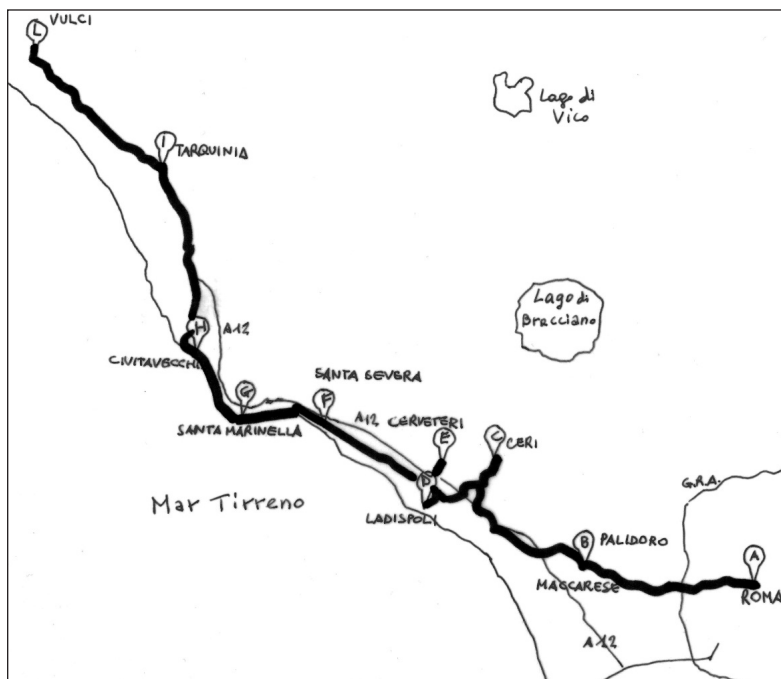 L VULCI
Lago di
Vico
I
TARQUINIA
Lago di
Bracciano
H
A12
CIVITAVECCHI
SANTA SEVERA
G
F
A12 CERVETERI
E
C
SANTA MARINELLA
CERI
D
G.R.A.
Mar Tirreno
LADISPOLI
B PALIDORO
A
MACCARESE
ROMA
A12